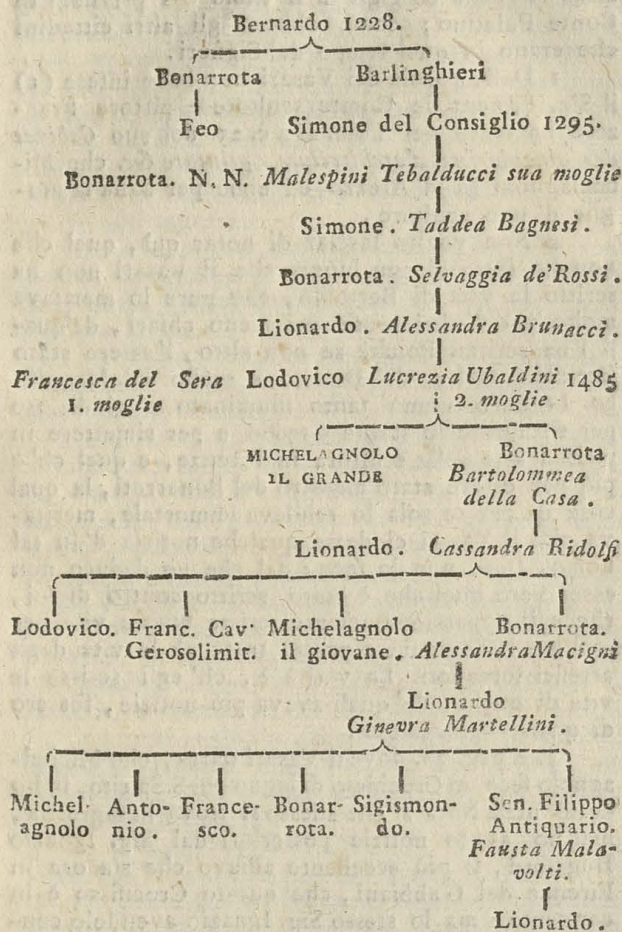 Bernardo 1228.
Bonarrota Barlinghieri
Feo Simone del Consiglio 1295.
Bonarrota. N. N. Malespini Tebalducci sua moglie
Simone. Taddea Bagnesi.
Bonarrota. Selvaggia de'Rossi.
Lionardo. Alessandra Brunacci.
Francesca del Sera Lodovico Lucrezia Ubaldini 1485
1. moglie 2. moglie
MICHELAGNOLO Bonarrota
IL GRANDE Bartolommea
della Casa.
Lionardo. Cassandra Ridolfi
Lodovico. Franc. Cav. Michelagnolo Bonarrota.
Gerosolimit. il giovane. Alessandra Macigni
Lionardo
Ginevra Martellini.
Michel- Anto- France- Bonar- Sigismon- Sen. Filippo
agnolo nio. sco. rota. do. Antiquario.
Fausta Mala-
volti.
Lionardo.